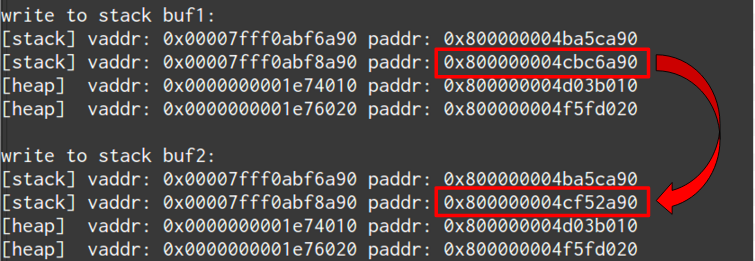 write to stack buf1:
[stack] vaddr: 0x00007fff0abf6a90 paddr: 0x800000004ba5ca90
[stack] vaddr: 0x00007fff0abf8a90 paddr: 0x800000004cbc6a90
[heap]  vaddr: 0x0000000001e74010 paddr: 0x800000004d03b010
[heap]  vaddr: 0x0000000001e76020 paddr: 0x800000004f5fd020
write to stack buf2:
[stack] vaddr: 0x00007fff0abf6a90 paddr: 0x800000004ba5ca90
[stack] vaddr: 0x00007fff0abf8a90 paddr: 0x800000004cf52a90
[heap]  vaddr: 0x0000000001e74010 paddr: 0x800000004d03b010
[heap]  vaddr: 0x0000000001e76020 paddr: 0x800000004f5fd020